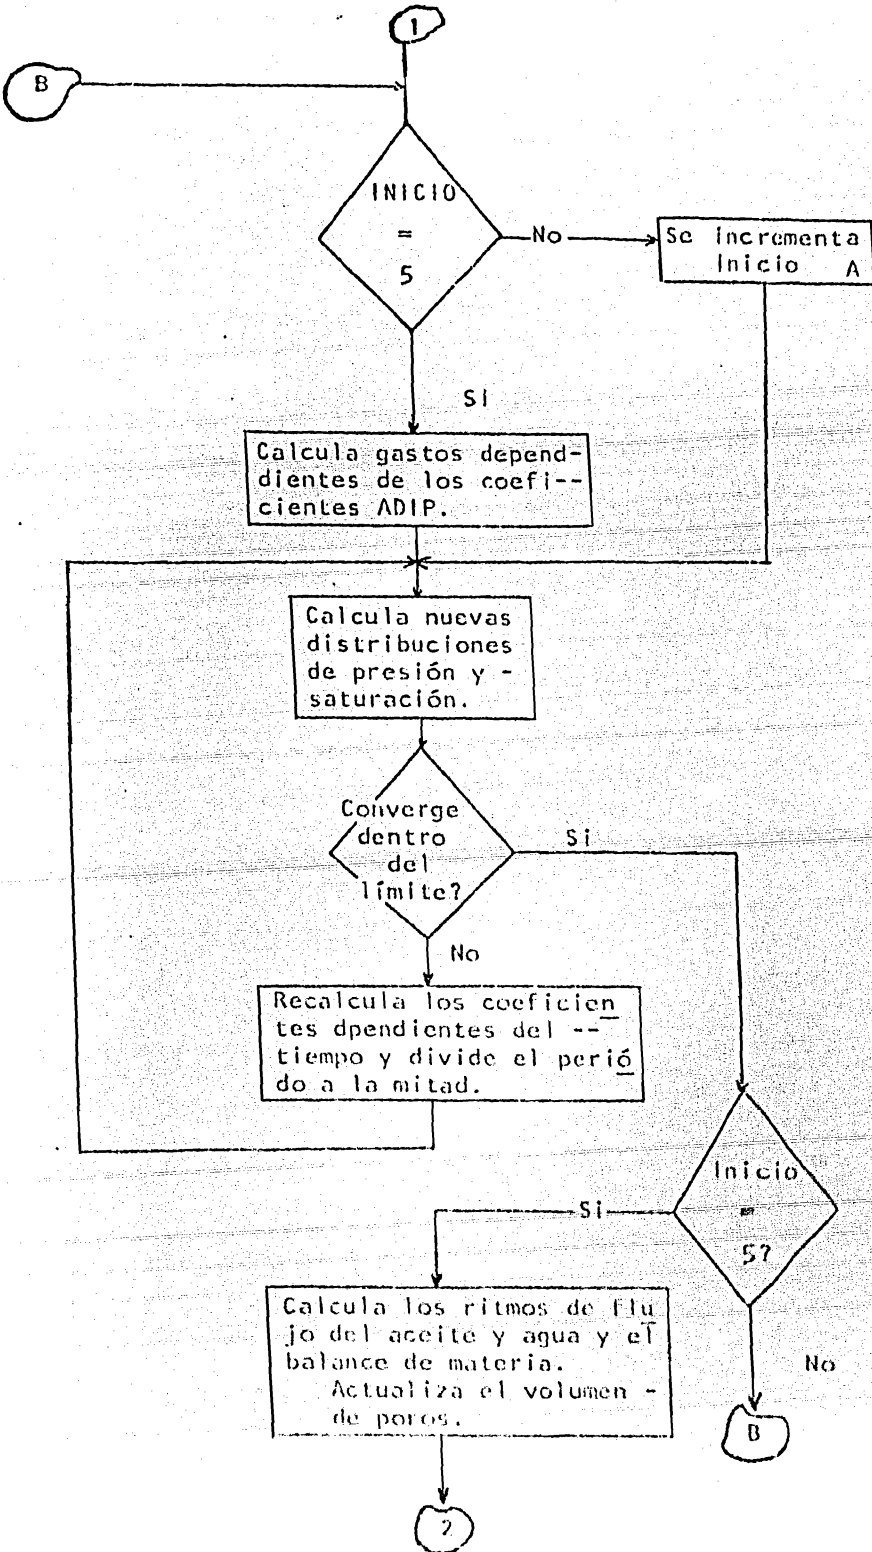 1
B
INICIO
=
5
No
Se incrementa
Inicio A
SI
Calcula gastos depend-
dientes de los coefi--
cientes ADIP.
Calcula nuevas
distribuciones
de presión y -
saturación.
Converge
dentro
del
límite?
Si
No
Recalcula los coeficien
tes dpendientes del --
tiempo y divide el perió
do a la mitad.
Inicio
=
5?
Si
Calcula los ritmos de flu
jo del aceite y agua y el
balance de materia.
Actualiza el volumen -
de poros.
No
B
2